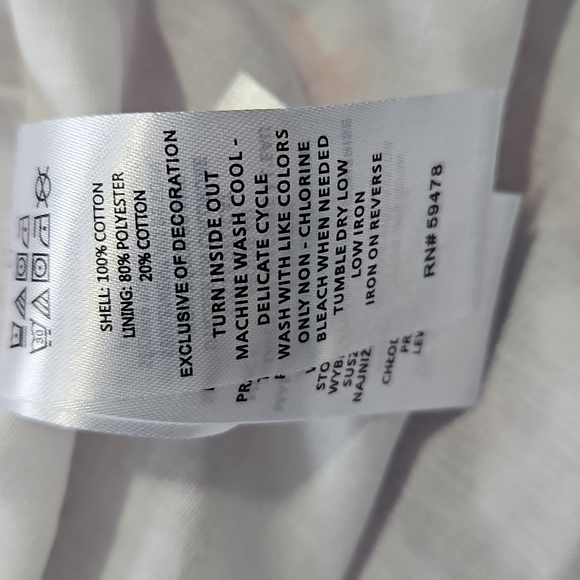 30
SHELL: 100% COTTON
LINING: 80% POLYESTER
20% COTTON
EXCLUSIVE OF DECORATION
TURN INSIDE OUT
MACHINE WASH COOL -
DELICATE CYCLE
WASH WITH LIKE COLORS
ONLY NON - CHLORINE
BLEACH WHEN NEEDED
TUMBLE DRY LOW
LOW IRON
IRON ON REVERSE
RN# 59478